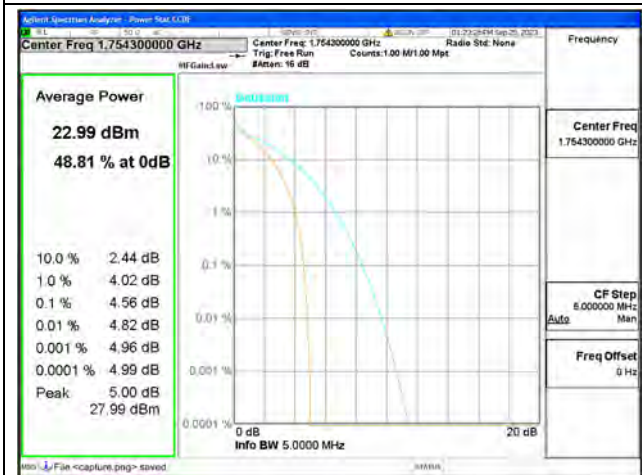 Agilent Spectrum Analyzer - Power Stat CCDF
Center Freq 1.754300000 GHz
Center Freq: 1.754300000 GHz
Radio Std: None
01:23:26 PM Sep 25, 2023
Trig: Free Run
Counts:1.00 M/1.00 Mpt
#IFGain:Low
#Atten: 16 dB
Frequency
Average Power
22.99 dBm
48.81 % at 0dB
10.0 % 2.44 dB
1.0 % 4.02 dB
0.1 % 4.56 dB
0.01 % 4.82 dB
0.001 % 4.96 dB
0.0001 % 4.99 dB
Peak 5.00 dB
27.99 dBm
Gaussian
100 %
10 %
1 %
0.1 %
0.01 %
0.001 %
0.0001 %
0 dB
20 dB
Info BW 5.0000 MHz
Center Freq
1.754300000 GHz
CF Step
5.000000 MHz
Auto Man
Freq Offset
0 Hz
MSG
File <capture.png> saved
STATUS